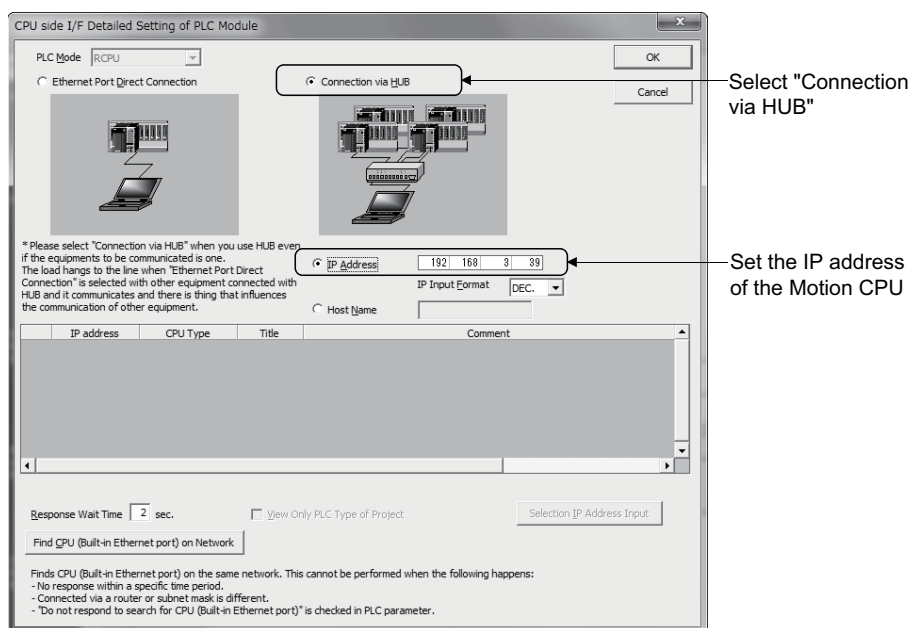 CPU side I/F Detailed Setting of PLC Module
x
PLC Mode RCPU
OK
Ethernet Port Direct Connection
Connection via HUB
Cancel
Select "Connection
via HUB"
* Please select "Connection via HUB" when you use HUB even
if the equipments to be communicated is one.
The load hangs to the line when "Ethernet Port Direct
Connection" is selected with other equipment connected with
HUB and it communicates and there is thing that influences
the communication of other equipment.
IP Address 192 168 3 39
Set the IP address
of the Motion CPU
IP Input Format DEC.
Host Name
IP address CPU Type Title Comment
Response Wait Time 2 sec.
View Only PLC Type of Project
Selection IP Address Input
Find CPU (Built-in Ethernet port) on Network
Finds CPU (Built-in Ethernet port) on the same network. This cannot be performed when the following happens:
- No response within a specific time period.
- Connected via a router or subnet mask is different.
- "Do not respond to search for CPU (Built-in Ethernet port)" is checked in PLC parameter.